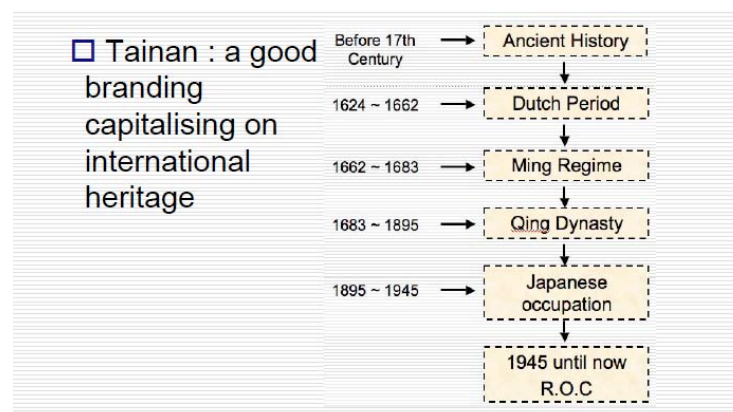 Tainan : a good
branding
capitalising on
international
heritage
Before 17th
Century
Ancient History
1624 ~ 1662
Dutch Period
1662 ~ 1683
Ming Regime
1683 ~ 1895
Qing Dynasty
1895 ~ 1945
Japanese
occupation
1945 until now
R.O.C